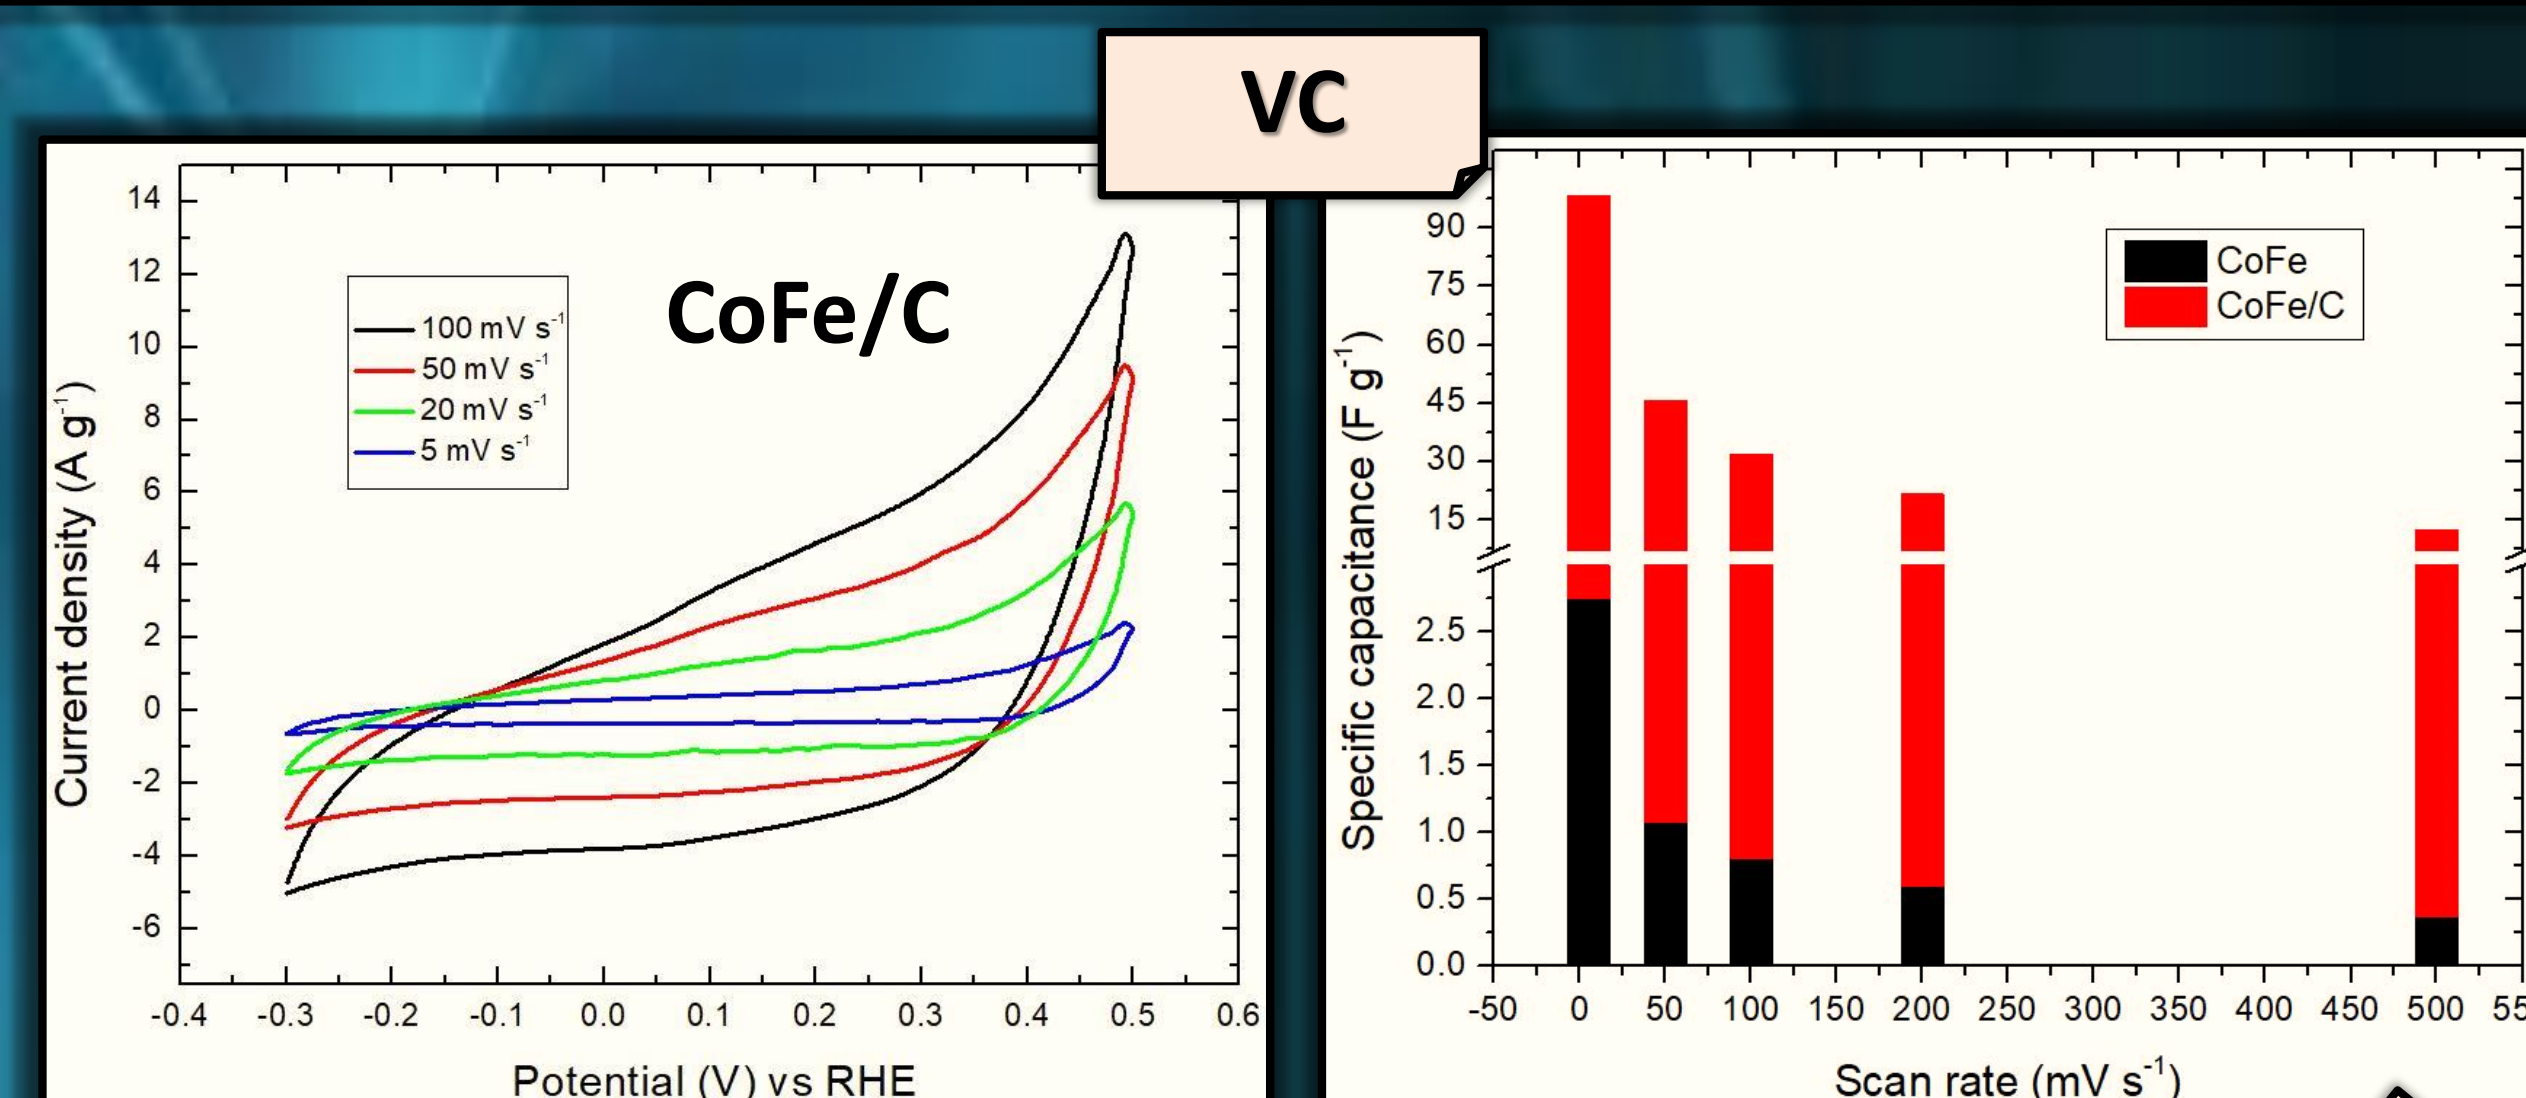 VC
14
12
10
8
6
4
2
0
-2
-4
-6
Current density (A g⁻¹)
CoFe/C
100 mV s⁻¹
50 mV s⁻¹
20 mV s⁻¹
5 mV s⁻¹
-0.4 -0.3 -0.2 -0.1 0.0 0.1 0.2 0.3 0.4 0.5 0.6
Potential (V) vs RHE
90
75
60
45
30
15
2.5
2.0
1.5
1.0
0.5
0.0
Specific capacitance (F g⁻¹)
CoFe
CoFe/C
-50 0 50 100 150 200 250 300 350 400 450 500
Scan rate (mV s⁻¹)